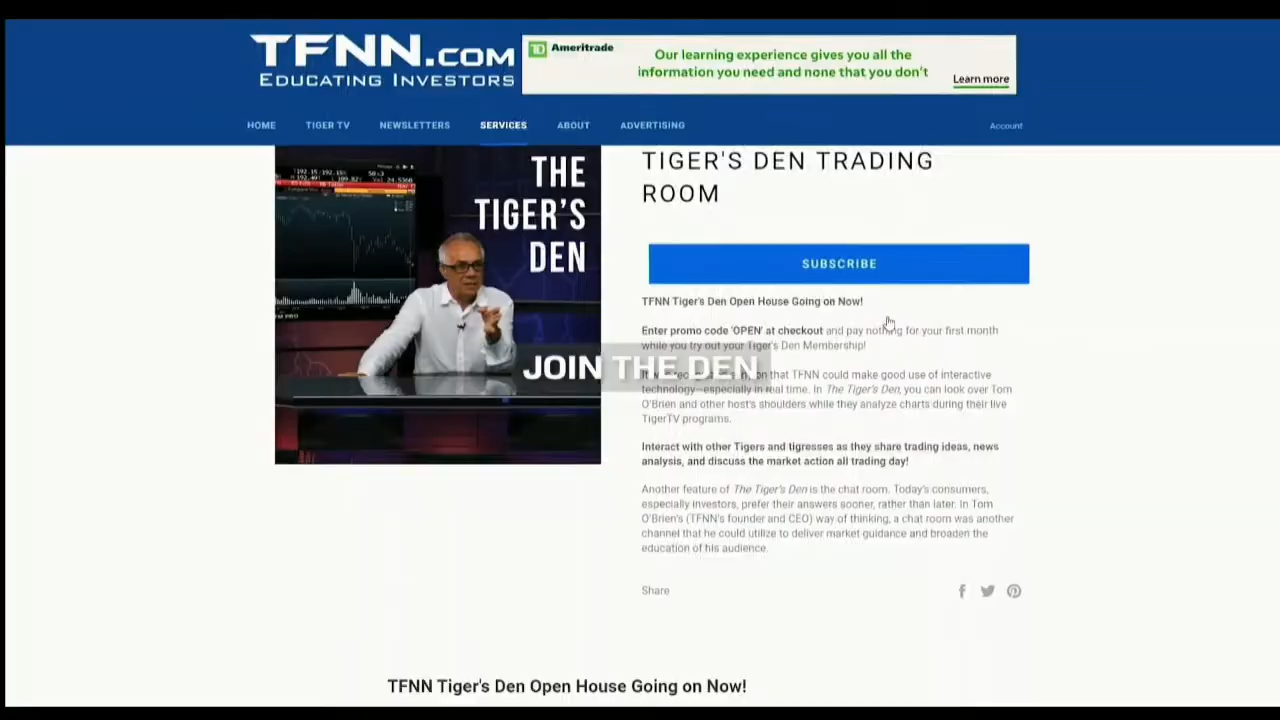 TFNN.COM
EDUCATING INVESTORS
TD Ameritrade
Our learning experience gives you all the
information you need and none that you don't
Learn more
HOME TIGER TV NEWSLETTERS SERVICES ABOUT ADVERTISING Account
THE
TIGER'S
DEN
TIGER'S DEN TRADING
ROOM
SUBSCRIBE
TFNN Tiger's Den Open House Going on Now!
Enter promo code 'OPEN' at checkout and pay nothing for your first month
while you try out your Tiger's Den Membership!
JOIN THE DEN
that TFNN could make good use of interactive
technology--especially in real time. In The Tiger's Den, you can look over Tom
O'Brien and other host's shoulders while they analyze charts during their live
TigerTV programs.
Interact with other Tigers and tigresses as they share trading ideas, news
analysis, and discuss the market action all trading day!
Another feature of The Tiger's Den is the chat room. Today's consumers,
especially investors, prefer their answers sooner, rather than later. In Tom
O'Brien's (TFNN's founder and CEO) way of thinking, a chat room was another
channel that he could utilize to deliver market guidance and broaden the
education of his audience.
Share
TFNN Tiger's Den Open House Going on Now!